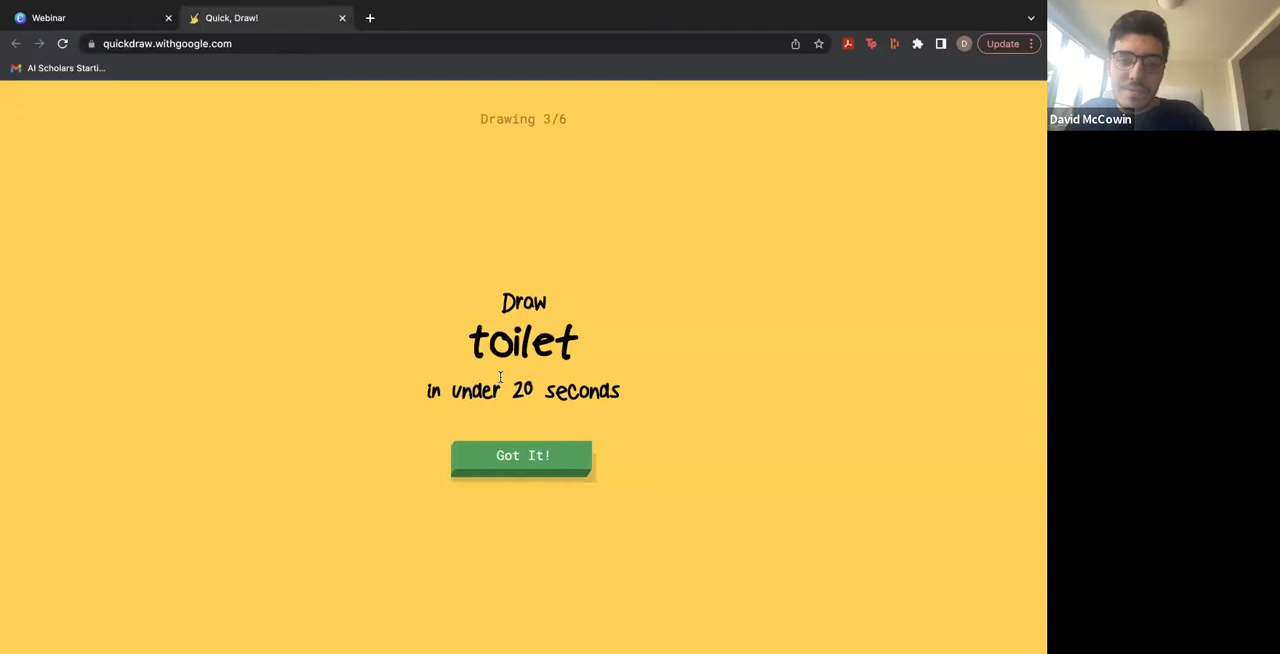 Webinar
Quick, Draw!
quickdraw.withgoogle.com
D
Update
AI Scholars Starti...
Drawing 3/6
Draw
toilet
in under 20 seconds
Got It!
David McCowin